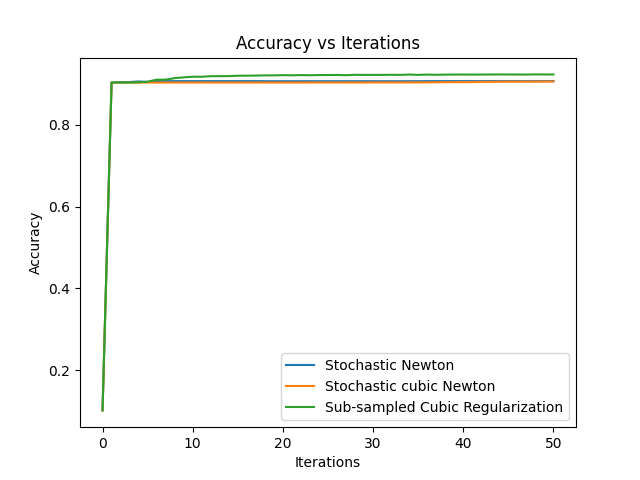 Accuracy vs Iterations
Accuracy
0.8
0.6
0.4
0.2
Stochastic Newton
Stochastic cubic Newton
Sub-sampled Cubic Regularization
0 10 20 30 40 50
Iterations